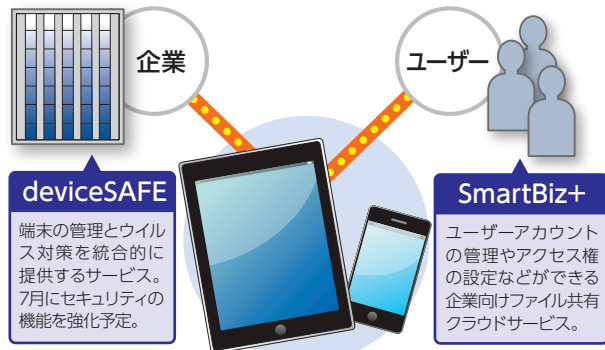 企業
ユーザー
deviceSAFE
端末の管理とウイル
ス対策を統合的に
提供するサービス。
7月にセキュリティの
機能を強化予定。
SmartBiz+
ユーザーアカウント
の管理やアクセス権
の設定などができる
企業向けファイル共有
クラウドサービス。